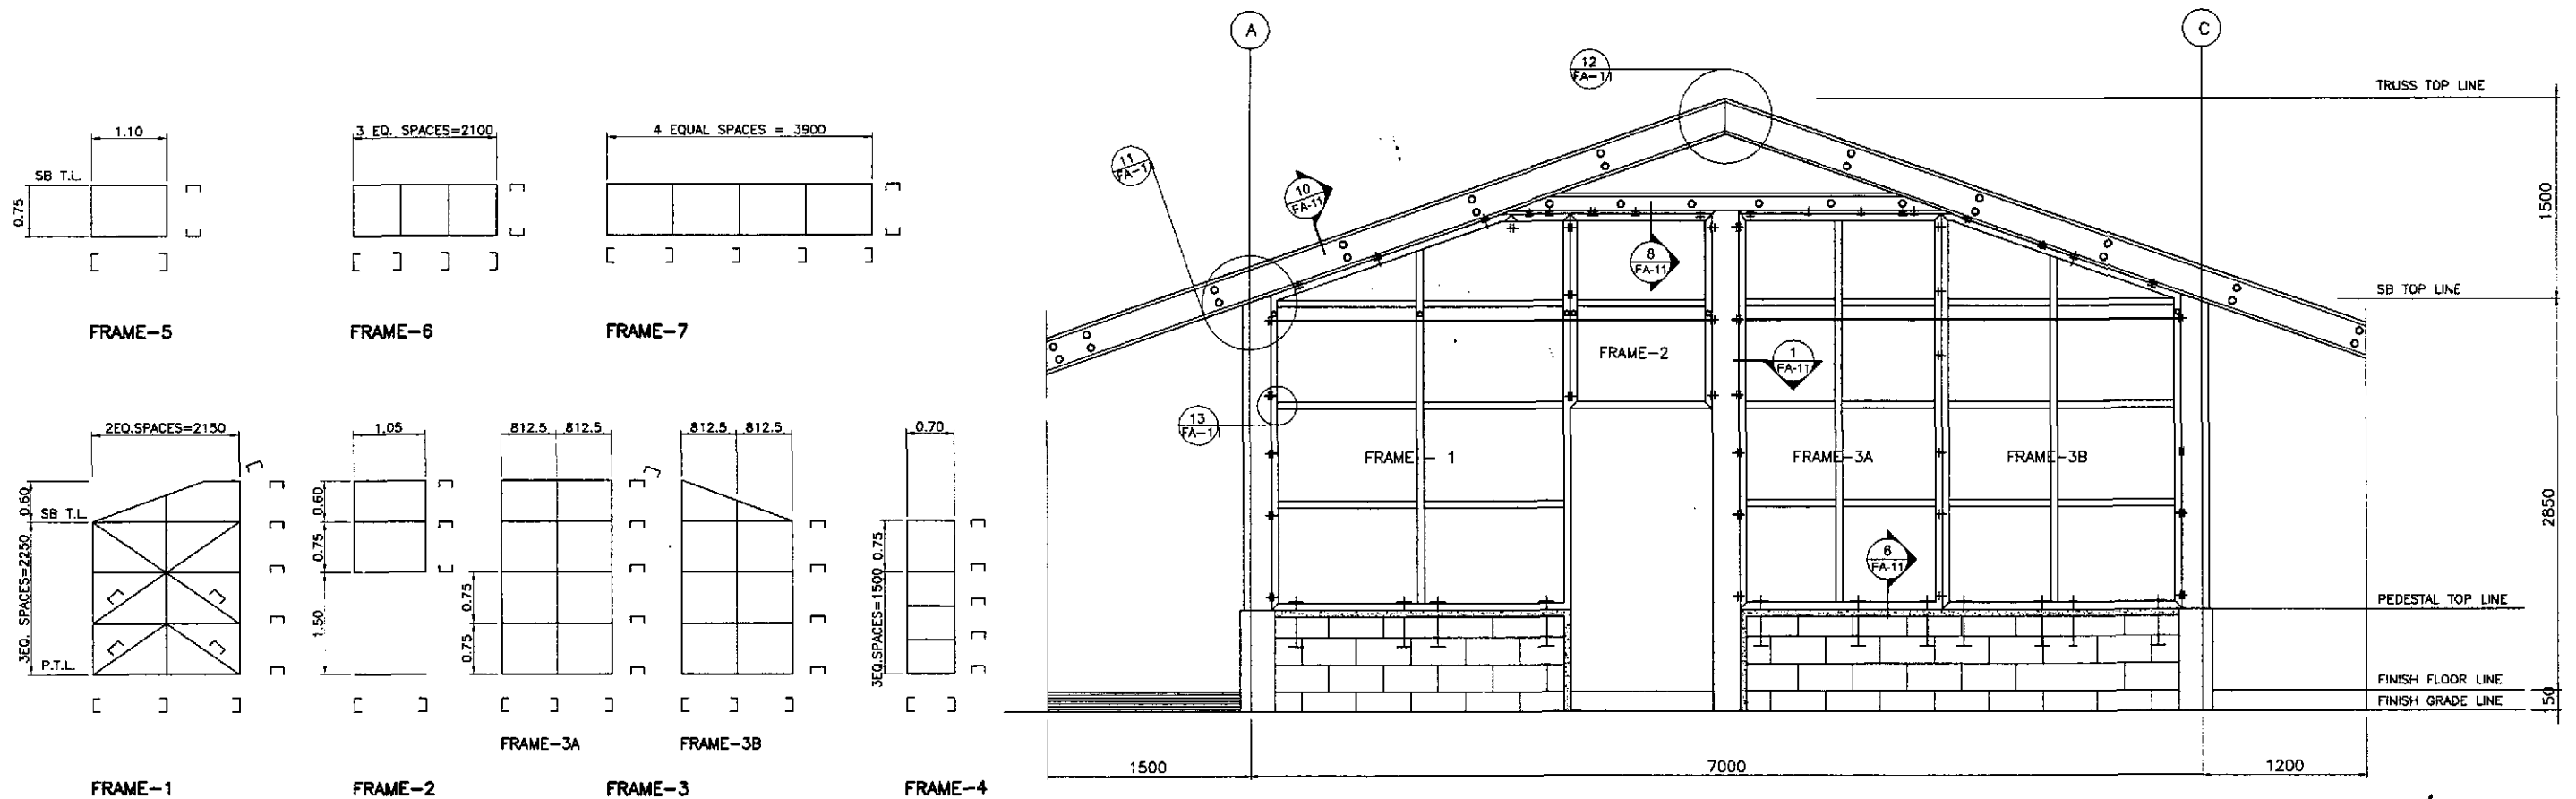 1.10
SB T.L.
0.75
FRAME-5
3 EQ. SPACES=2100
FRAME-6
4 EQUAL SPACES = 3900
FRAME-7
2EQ.SPACES=2150
0.60
SB T.L.
3EQ. SPACES=2250
P.T.L.
FRAME-1
1.05
0.60
0.75
1.50
FRAME-2
812.5 812.5
0.75
0.75
FRAME-3A
812.5 812.5
FRAME-3B
FRAME-3
0.70
0.75
3EQ.SPACES=1500
FRAME-4
A
C
12
FA-11
11
FA-11
10
FA-11
8
FA-11
1
FA-11
13
FA-11
6
FA-11
FRAME - 1
FRAME-2
FRAME-3A
FRAME-3B
TRUSS TOP LINE
SB TOP LINE
PEDESTAL TOP LINE
FINISH FLOOR LINE
FINISH GRADE LINE
1500
2850
150
1500
7000
1200